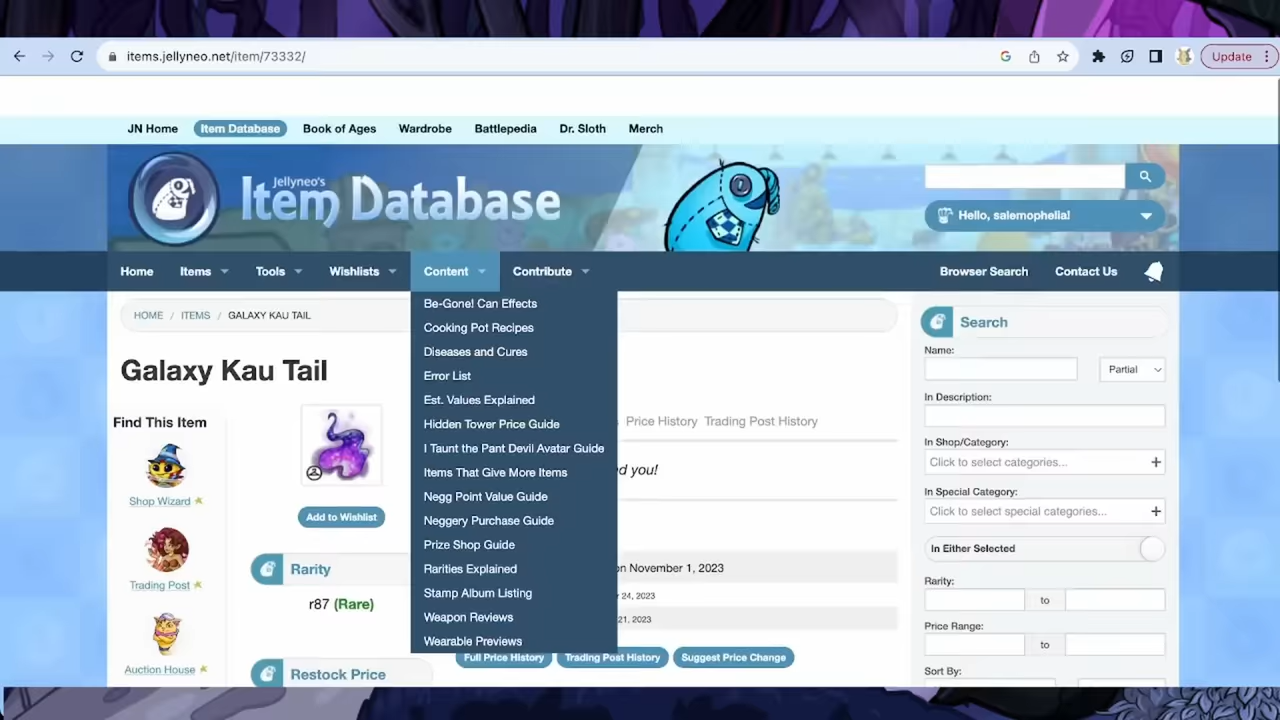 items.jellyneo.net/item/73332/
Update
JN Home Item Database Book of Ages Wardrobe Battlepedia Dr. Sloth Merch
Jellyneo's
Item Database
Hello, salemophelia!
Home Items Tools Wishlists Content Contribute Browser Search Contact Us
HOME / ITEMS / GALAXY KAU TAIL
Galaxy Kau Tail
Find This Item
Shop Wizard
Trading Post
Auction House
Add to Wishlist
Rarity
r87 (Rare)
Restock Price
Be-Gone! Can Effects
Cooking Pot Recipes
Diseases and Cures
Error List
Est. Values Explained
Hidden Tower Price Guide
I Taunt the Pant Devil Avatar Guide
Items That Give More Items
Negg Point Value Guide
Neggery Purchase Guide
Prize Shop Guide
Rarities Explained
Stamp Album Listing
Weapon Reviews
Wearable Previews
Price History Trading Post History
you!
on November 1, 2023
24, 2023
21, 2023
Full Price History Trading Post History Suggest Price Change
Search
Name:
Partial
In Description:
In Shop/Category:
Click to select categories... +
In Special Category:
Click to select special categories... +
In Either Selected
Rarity:
to
Price Range:
to
Sort By: